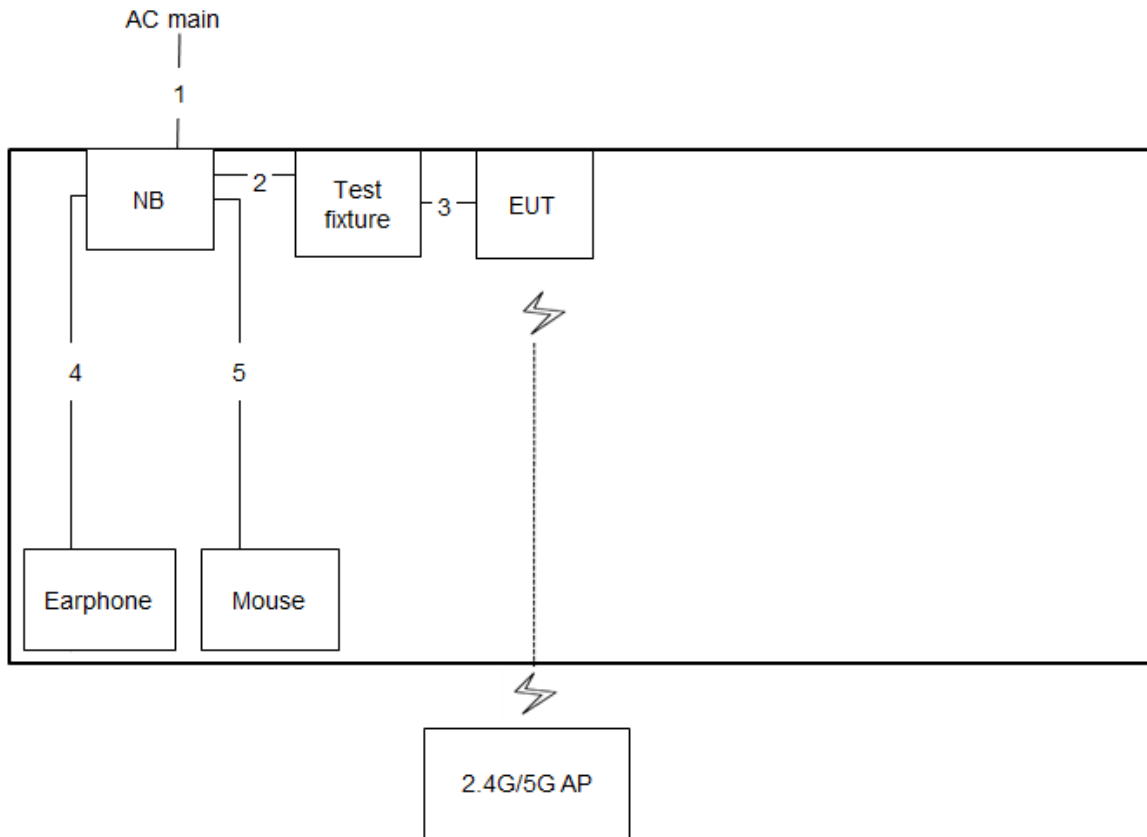 AC main
1
NB
2
Test
fixture
3
EUT
4
5
Earphone
Mouse
2.4G/5G AP